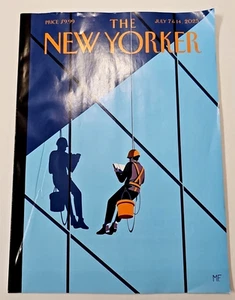 PRICE $9.99 THE JULY 7 & 14, 2025
NEW YORKER
MF